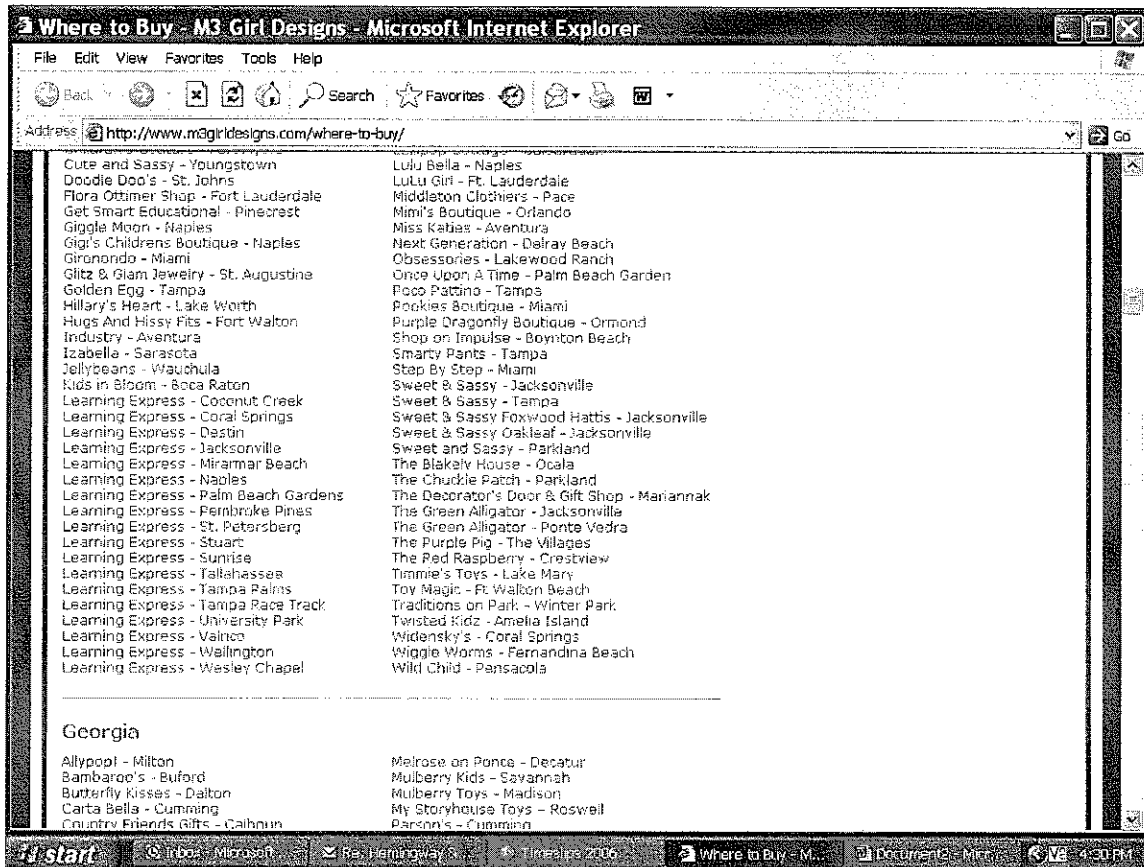 Where to Buy - M3 Girl Designs - Microsoft Internet Explorer
File Edit View Favorites Tools Help
Back Search Favorites
Address http://www.m3girldesigns.com/where-to-buy/ Go
Cute and Sassy - Youngstown
Doodie Doo's - St. Johns
Flora Ottimer Shop - Fort Lauderdale
Get Smart Educational - Pinecrest
Giggle Moon - Naples
Gigi's Childrens Boutique - Naples
Gironondo - Miami
Glitz & Glam Jewelry - St. Augustine
Golden Egg - Tampa
Hillary's Heart - Lake Worth
Hugs And Hissy Fits - Fort Walton
Industry - Aventura
Izabella - Sarasota
Jellybeans - Wauchula
Kids in Bloom - Boca Raton
Learning Express - Coconut Creek
Learning Express - Coral Springs
Learning Express - Destin
Learning Express - Jacksonville
Learning Express - Miramar Beach
Learning Express - Naples
Learning Express - Palm Beach Gardens
Learning Express - Pembroke Pines
Learning Express - St. Petersberg
Learning Express - Stuart
Learning Express - Sunrise
Learning Express - Tallahassee
Learning Express - Tampa Palms
Learning Express - Tampa Race Track
Learning Express - University Park
Learning Express - Valrico
Learning Express - Wellington
Learning Express - Wesley Chapel
Lulu Bella - Naples
LuLu Girl - Ft. Lauderdale
Middleton Clothiers - Pace
Mimi's Boutique - Orlando
Miss Katies - Aventura
Next Generation - Delray Beach
Obsessories - Lakewood Ranch
Once Upon A Time - Palm Beach Garden
Poco Pattino - Tampa
Pookies Boutique - Miami
Purple Dragonfly Boutique - Ormond
Shop on Impulse - Boynton Beach
Smarty Pants - Tampa
Step By Step - Miami
Sweet & Sassy - Jacksonville
Sweet & Sassy - Tampa
Sweet & Sassy Foxwood Hattis - Jacksonville
Sweet & Sassy Oakleaf - Jacksonville
Sweet and Sassy - Parkland
The Blakely House - Ocala
The Chuckle Patch - Parkland
The Decorator's Door & Gift Shop - Mariannak
The Green Alligator - Jacksonville
The Green Alligator - Ponte Vedra
The Purple Pig - The Villages
The Red Raspberry - Crestview
Timmie's Toys - Lake Mary
Toy Magic - Ft Walton Beach
Traditions on Park - Winter Park
Twisted Kidz - Amelia Island
Widensky's - Coral Springs
Wiggle Worms - Fernandina Beach
Wild Child - Pensacola
Georgia
Allypop! - Milton
Bambaroo's - Buford
Butterfly Kisses - Dalton
Carta Bella - Cumming
Country Friends Gifts - Calhoun
Melrose on Ponce - Decatur
Mulberry Kids - Savannah
Mulberry Toys - Madison
My Storyhouse Toys - Roswell
Parson's - Cumming
start Inbox - Microsoft... Re: Hemingway S... Timeslips 2006 Where to Buy - M... Document2 - Micr... 4:30 PM